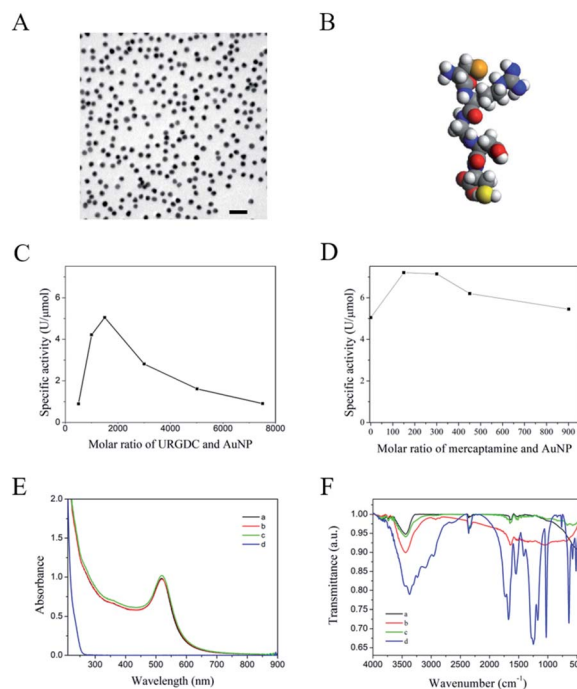 A
B
C
Specific activity (U/μmol)
6
4
2
0
0 2000 4000 6000 8000
Molar ratio of URGDC and AuNP
D
Specific activity (U/μmol)
6
4
2
0
0 150 300 450 600 750 900
Molar ratio of mercaptamine and AuNP
E
Absorbance
2.0
1.5
1.0
0.5
0.0
300 400 500 600 700 800 900
Wavelength (nm)
a
b
c
d
F
Transmittance (a.u.)
1.00
0.95
0.90
0.85
0.80
0.75
0.70
0.65
4000 3500 3000 2500 2000 1500 1000 500
Wavenumber (cm⁻¹)
a
b
c
d